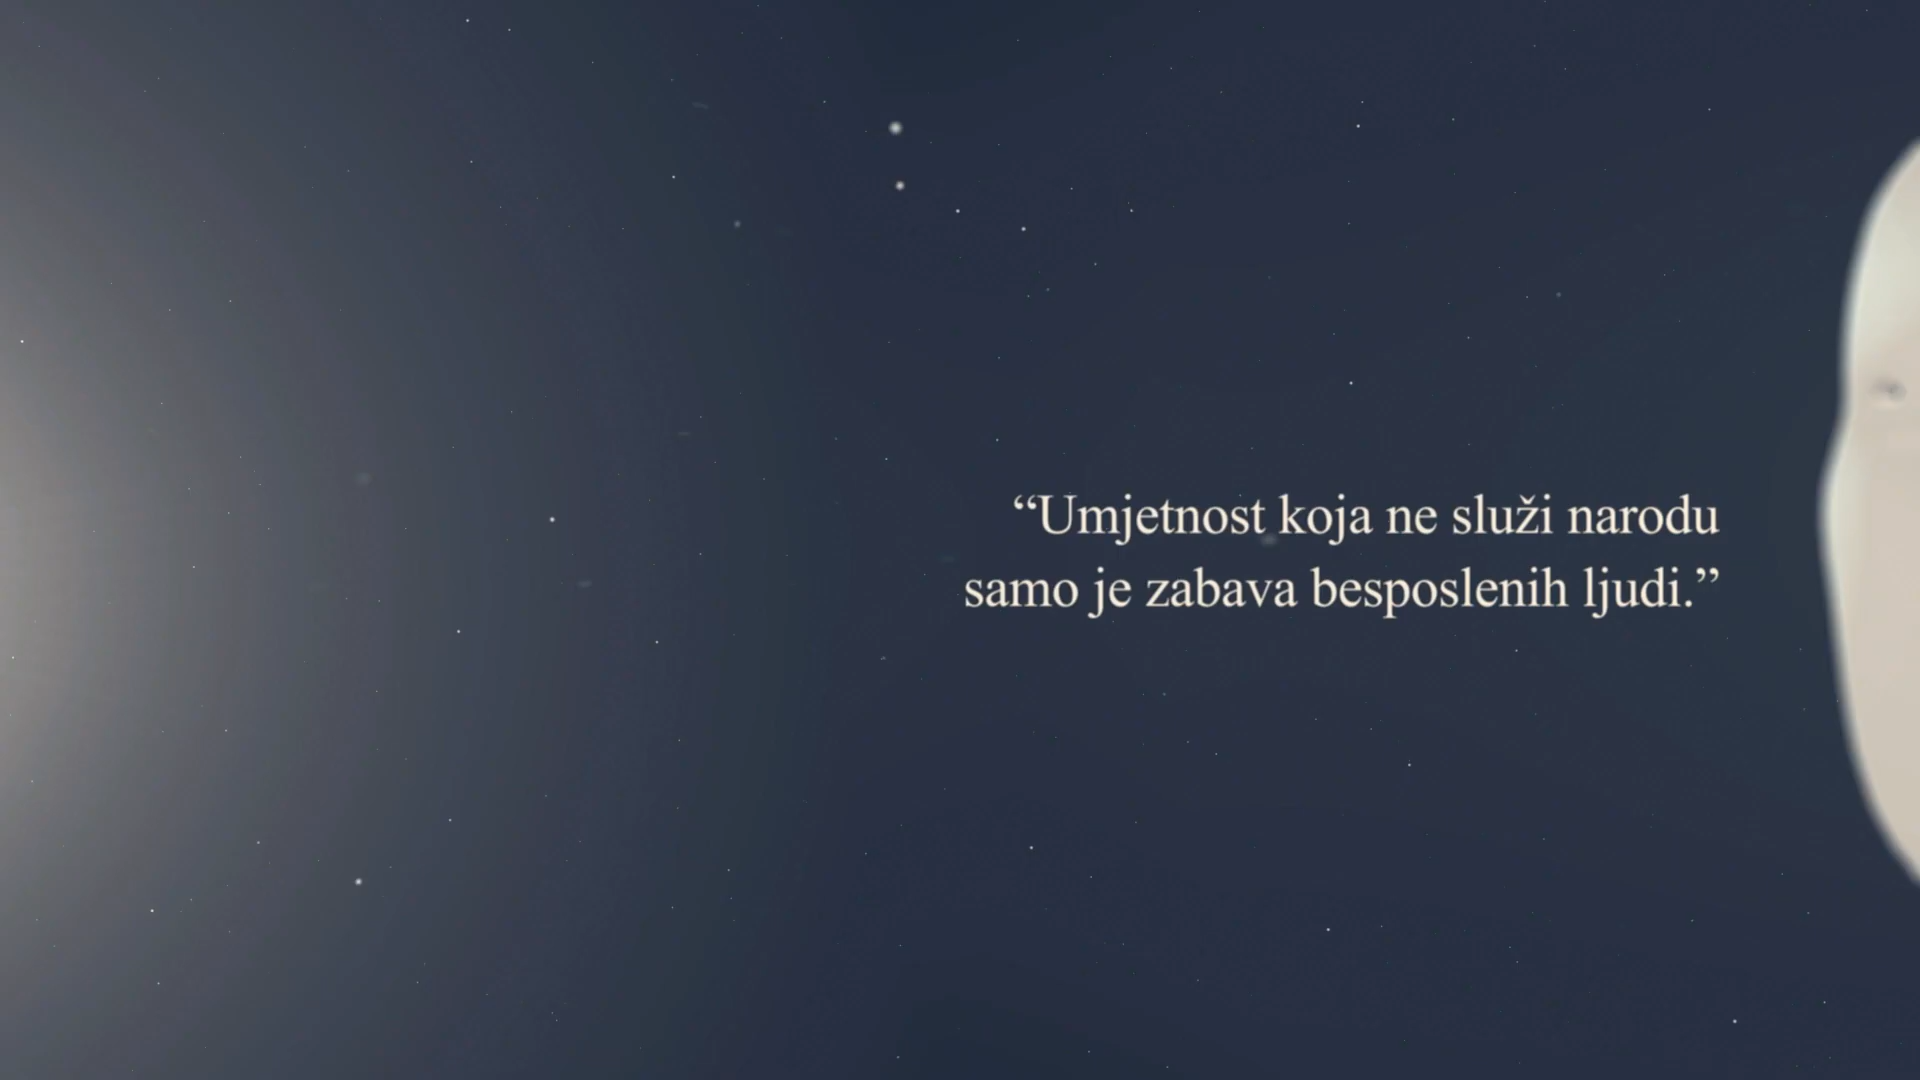 “Umjetnost koja ne služi narodu
samo je zabava besposlenih ljudi.”